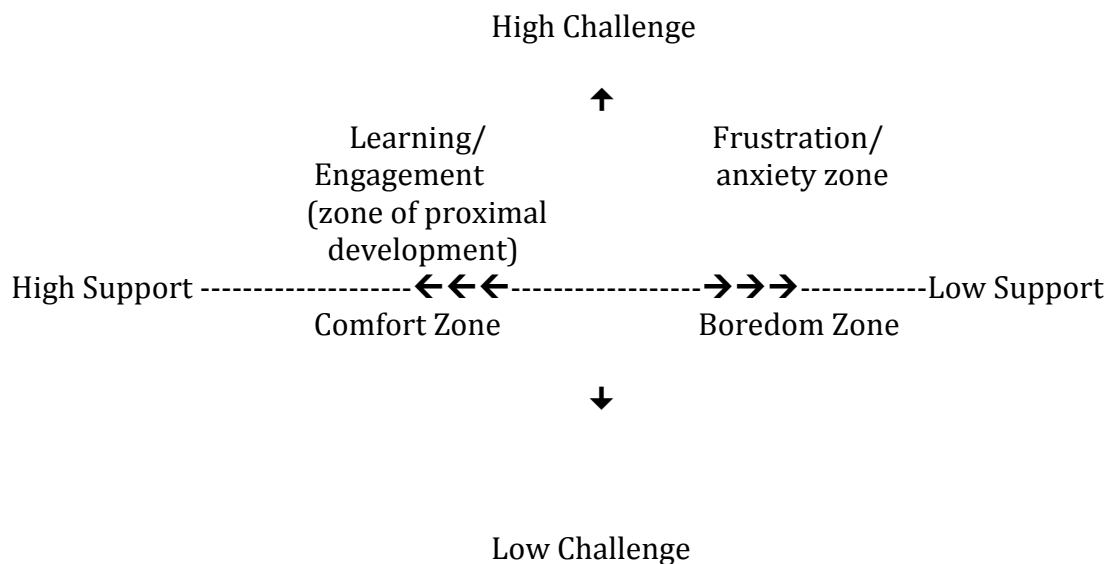 High Challenge
↑
Learning/ Frustration/
Engagement anxiety zone
(zone of proximal
development)
High Support --------------------←←←------------------→→→------------Low Support
Comfort Zone Boredom Zone
↓
Low Challenge